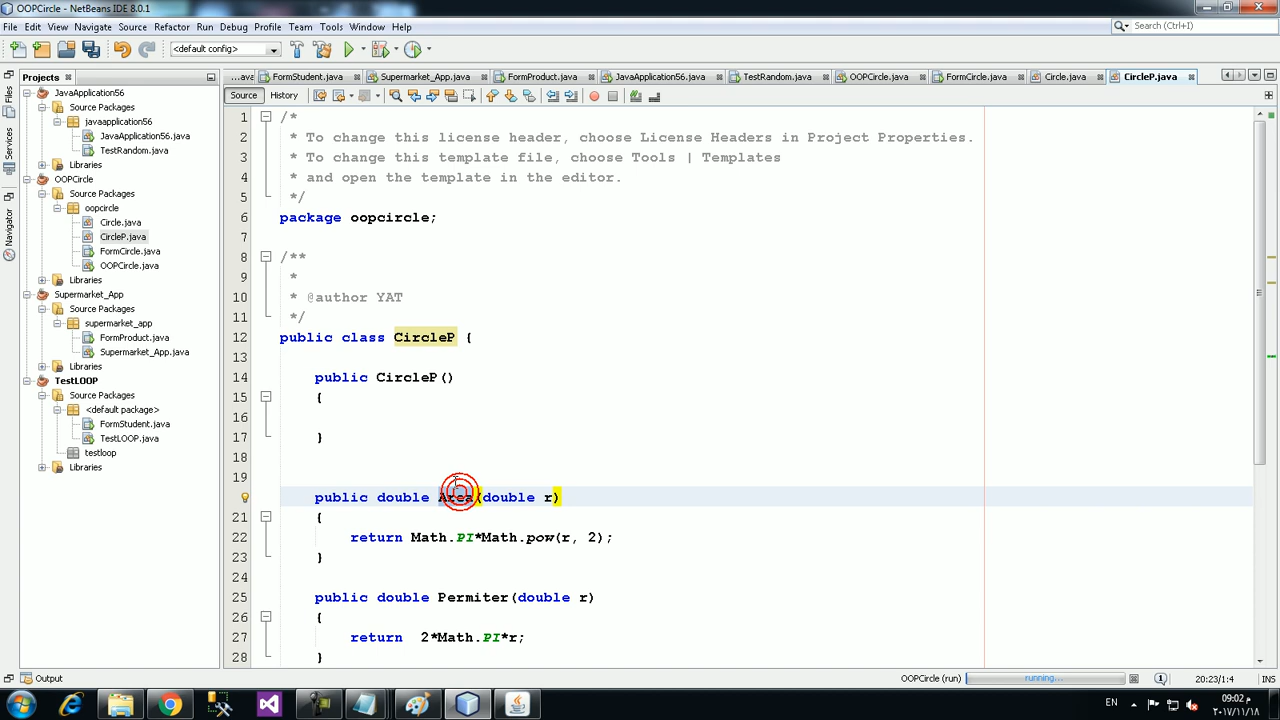 OOPCircle - NetBeans IDE 8.0.1
File Edit View Navigate Source Refactor Run Debug Profile Team Tools Window Help
Search (Ctrl+I)
<default config>
Projects
...ava FormStudent.java Supermarket_App.java FormProduct.java JavaApplication56.java TestRandom.java OOPCircle.java FormCircle.java Circle.java CircleP.java
Source History
Files
Services
Navigator
JavaApplication56
Source Packages
javaapplication56
JavaApplication56.java
TestRandom.java
Libraries
OOPCircle
Source Packages
oopcircle
Circle.java
CircleP.java
FormCircle.java
OOPCircle.java
Libraries
Supermarket_App
Source Packages
supermarket_app
FormProduct.java
Supermarket_App.java
Libraries
TestLOOP
Source Packages
<default package>
FormStudent.java
TestLOOP.java
testloop
Libraries
1 /*
2 * To change this license header, choose License Headers in Project Properties.
3 * To change this template file, choose Tools | Templates
4 * and open the template in the editor.
5 */
6 package oopcircle;
7
8 /**
9 *
10 * @author YAT
11 */
12 public class CircleP {
13
14 public CircleP()
15 {
16
17 }
18
19
public double Area(double r)
21 {
22 return Math.PI*Math.pow(r, 2);
23 }
24
25 public double Permiter(double r)
26 {
27 return 2*Math.PI*r;
28 }
Output
OOPCircle (run) running... 1 20:23/1:4 INS
EN
09:02 م
٢٠١٧/١١/١٨